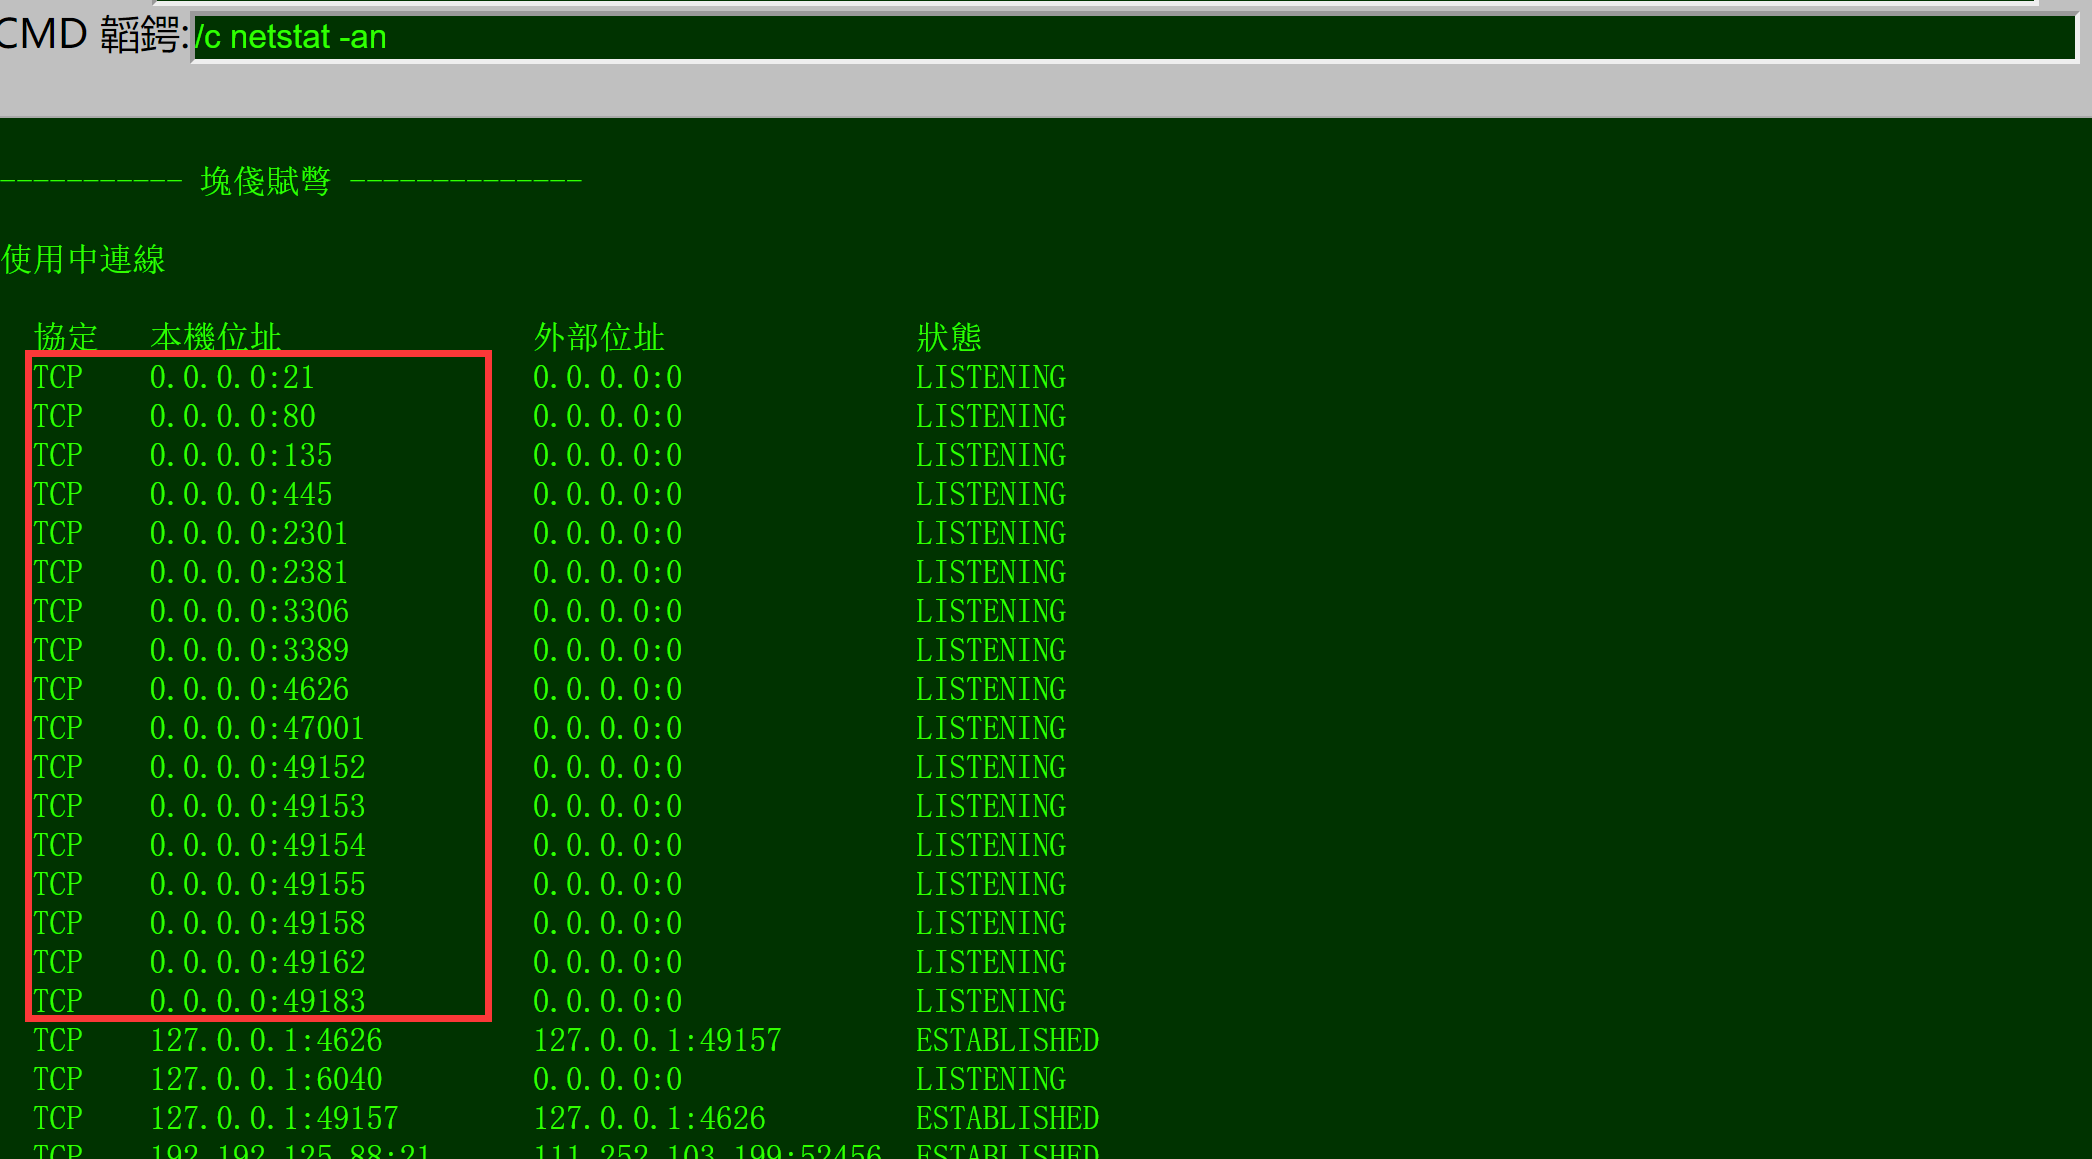 CMD 韜鍔:/c netstat -an
----------- 塊偧賦彆 --------------
使用中連線
協定 本機位址 外部位址 狀態
TCP 0.0.0.0:21 0.0.0.0:0 LISTENING
TCP 0.0.0.0:80 0.0.0.0:0 LISTENING
TCP 0.0.0.0:135 0.0.0.0:0 LISTENING
TCP 0.0.0.0:445 0.0.0.0:0 LISTENING
TCP 0.0.0.0:2301 0.0.0.0:0 LISTENING
TCP 0.0.0.0:2381 0.0.0.0:0 LISTENING
TCP 0.0.0.0:3306 0.0.0.0:0 LISTENING
TCP 0.0.0.0:3389 0.0.0.0:0 LISTENING
TCP 0.0.0.0:4626 0.0.0.0:0 LISTENING
TCP 0.0.0.0:47001 0.0.0.0:0 LISTENING
TCP 0.0.0.0:49152 0.0.0.0:0 LISTENING
TCP 0.0.0.0:49153 0.0.0.0:0 LISTENING
TCP 0.0.0.0:49154 0.0.0.0:0 LISTENING
TCP 0.0.0.0:49155 0.0.0.0:0 LISTENING
TCP 0.0.0.0:49158 0.0.0.0:0 LISTENING
TCP 0.0.0.0:49162 0.0.0.0:0 LISTENING
TCP 0.0.0.0:49183 0.0.0.0:0 LISTENING
TCP 127.0.0.1:4626 127.0.0.1:49157 ESTABLISHED
TCP 127.0.0.1:6040 0.0.0.0:0 LISTENING
TCP 127.0.0.1:49157 127.0.0.1:4626 ESTABLISHED
TCP 192.192.125.88:21 111.252.103.199:52456 ESTABLISHED